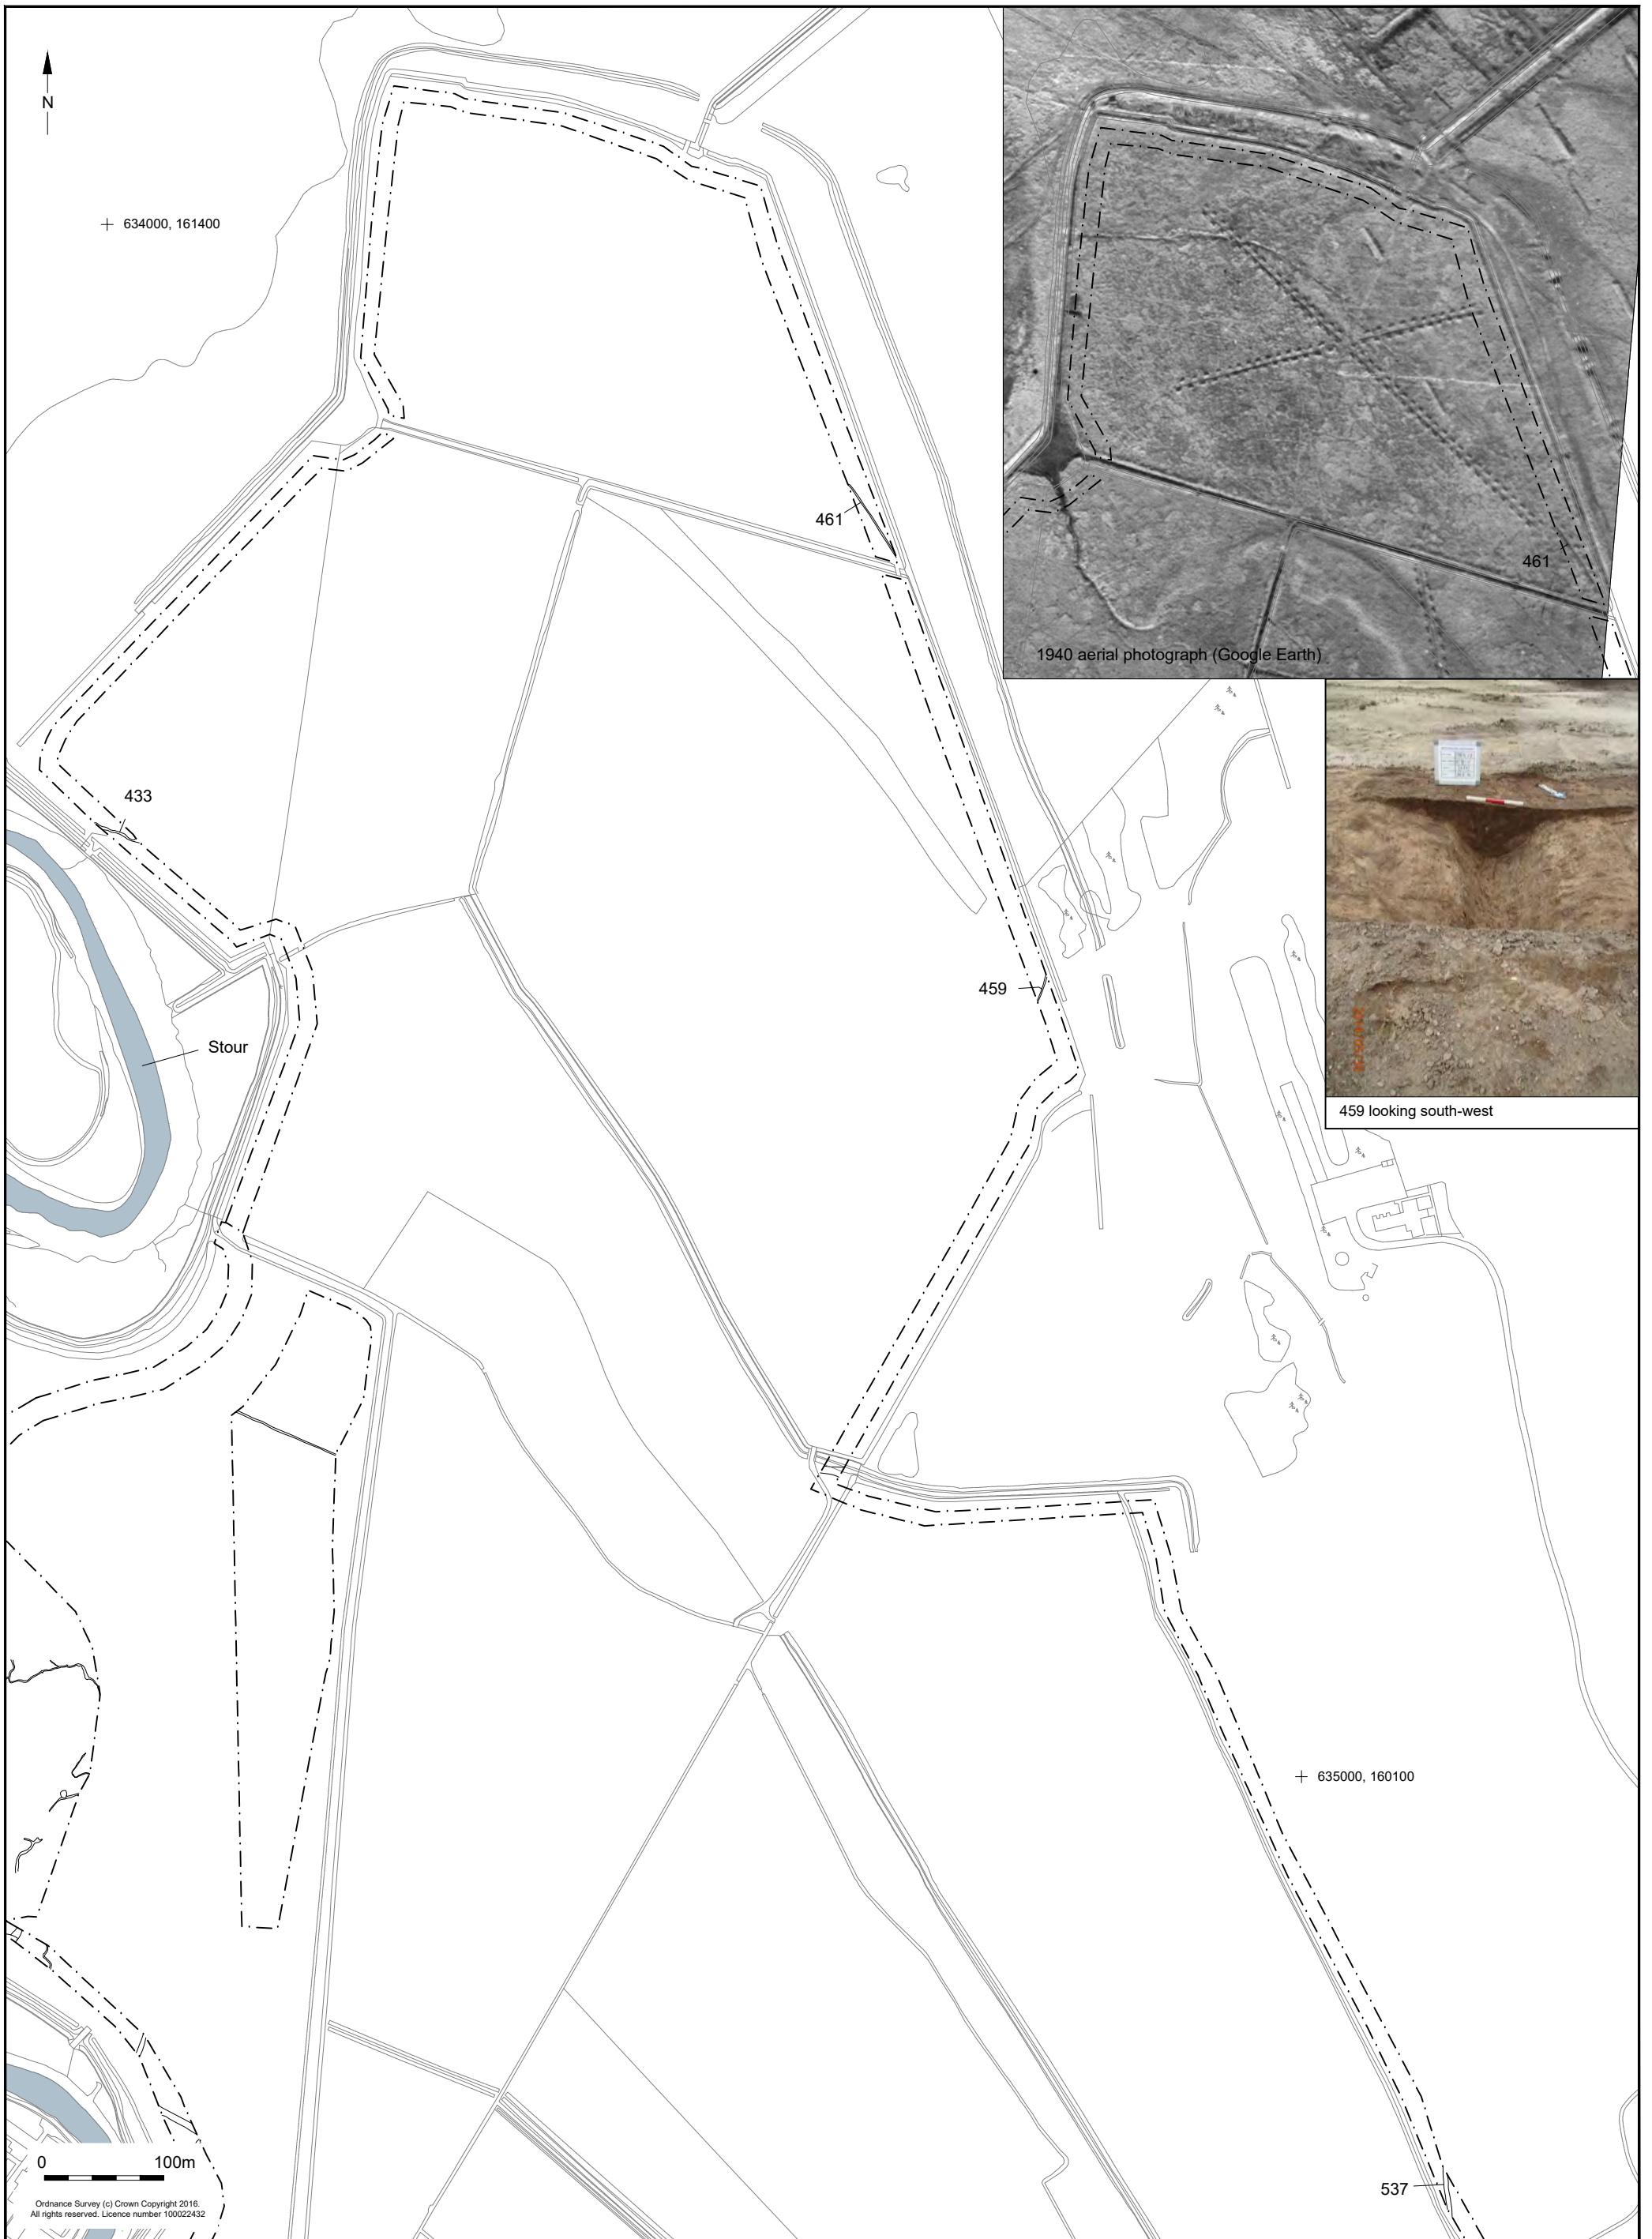 N
634000, 161400
461
461
1940 aerial photograph (Google Earth)
433
459
Stour
459 looking south-west
635000, 160100
537
0 100m
Ordnance Survey (c) Crown Copyright 2016.
All rights reserved. Licence number 100022432